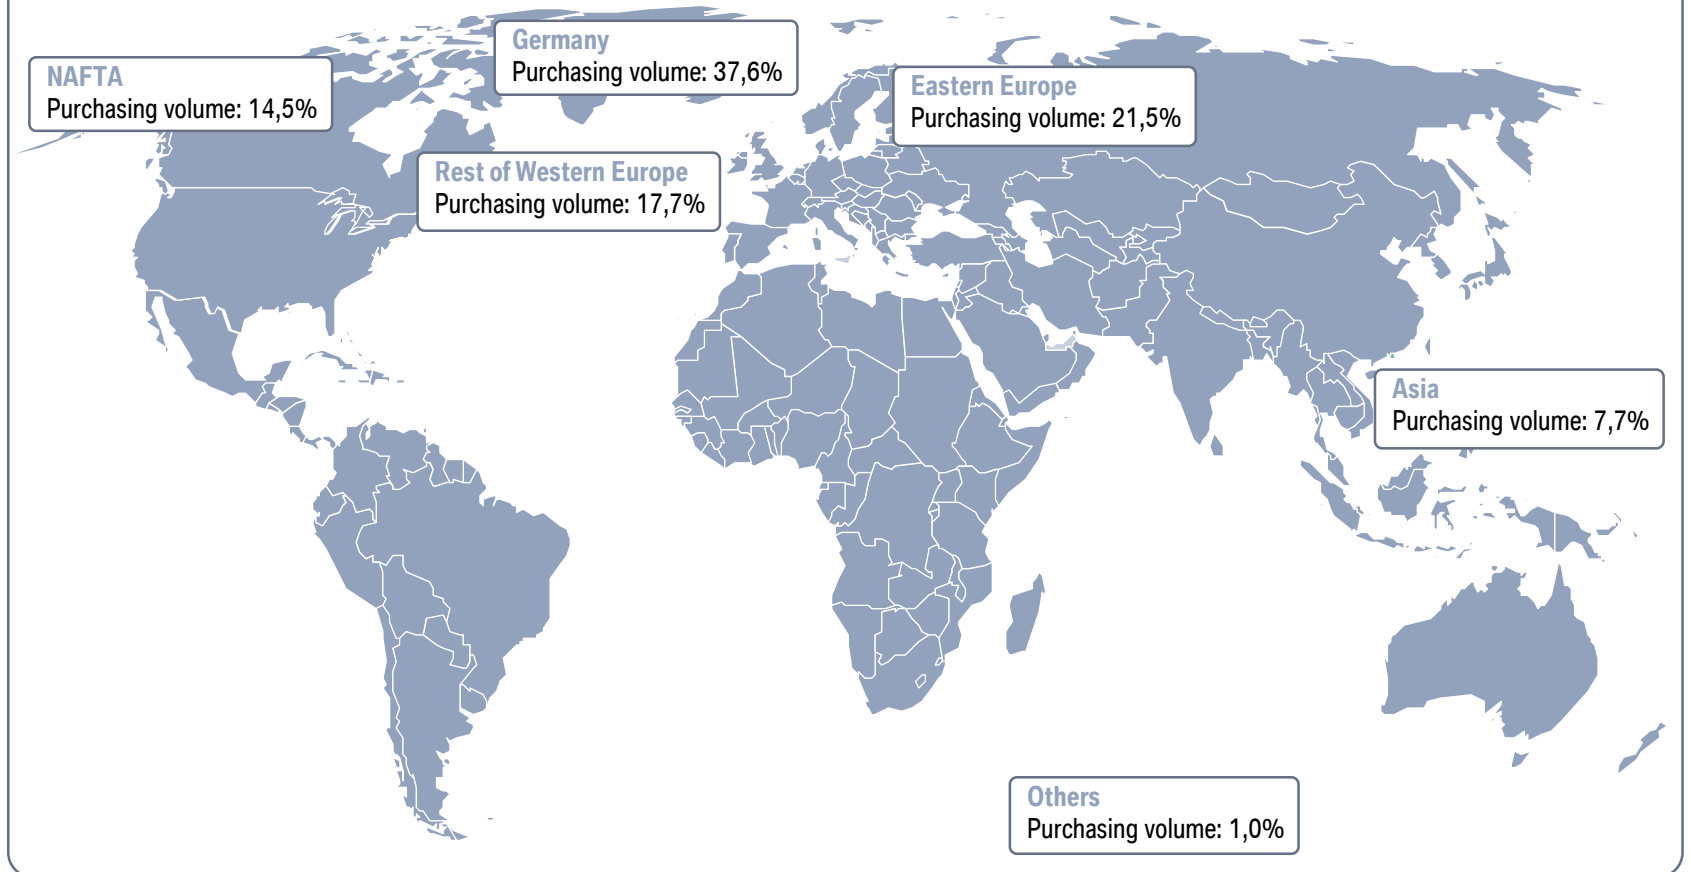 Germany
Purchasing volume: 37,6%
NAFTA
Purchasing volume: 14,5%
Eastern Europe
Purchasing volume: 21,5%
Rest of Western Europe
Purchasing volume: 17,7%
Asia
Purchasing volume: 7,7%
Others
Purchasing volume: 1,0%